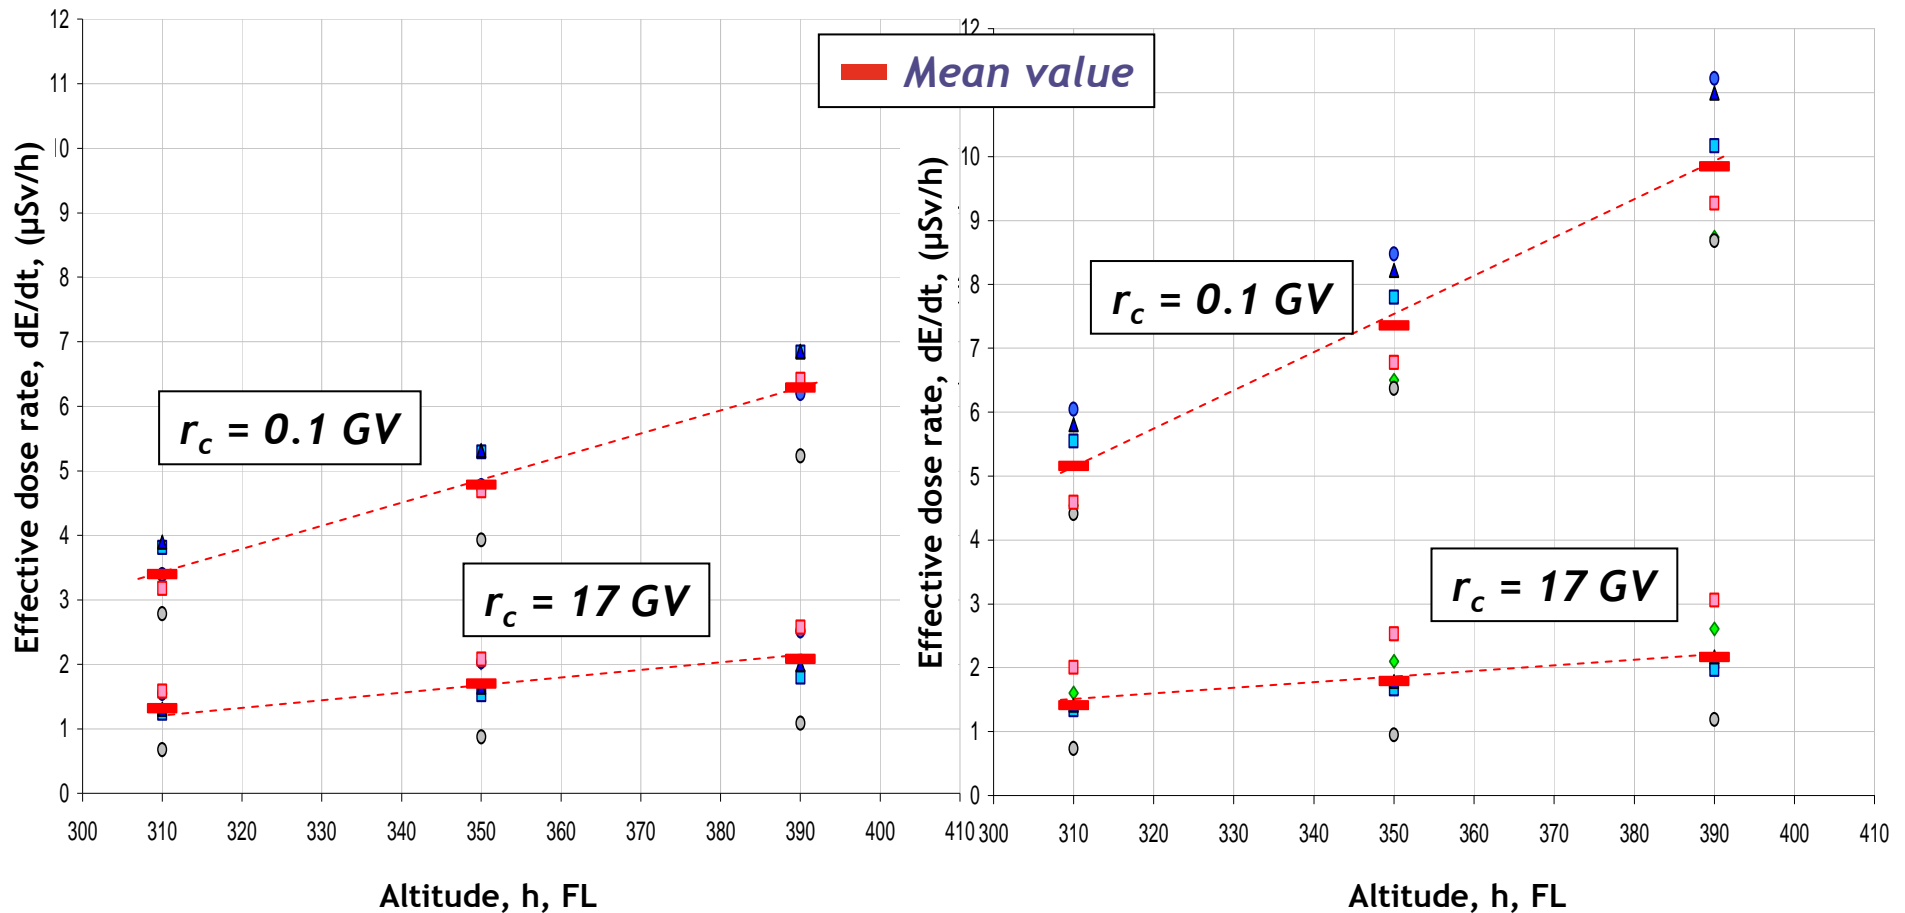 12
11
10
9
8
7
6
5
4
3
2
1
0
300 310 320 330 340 350 360 370 380 390 400 410
Effective dose rate, dE/dt, (µSv/h)
Altitude, h, FL
r_c = 0.1 GV
r_c = 17 GV
Mean value
12
10
9
8
7
6
5
4
3
2
1
0
300 310 320 330 340 350 360 370 380 390 400 410
Effective dose rate, dE/dt, (µSv/h)
Altitude, h, FL
r_c = 0.1 GV
r_c = 17 GV